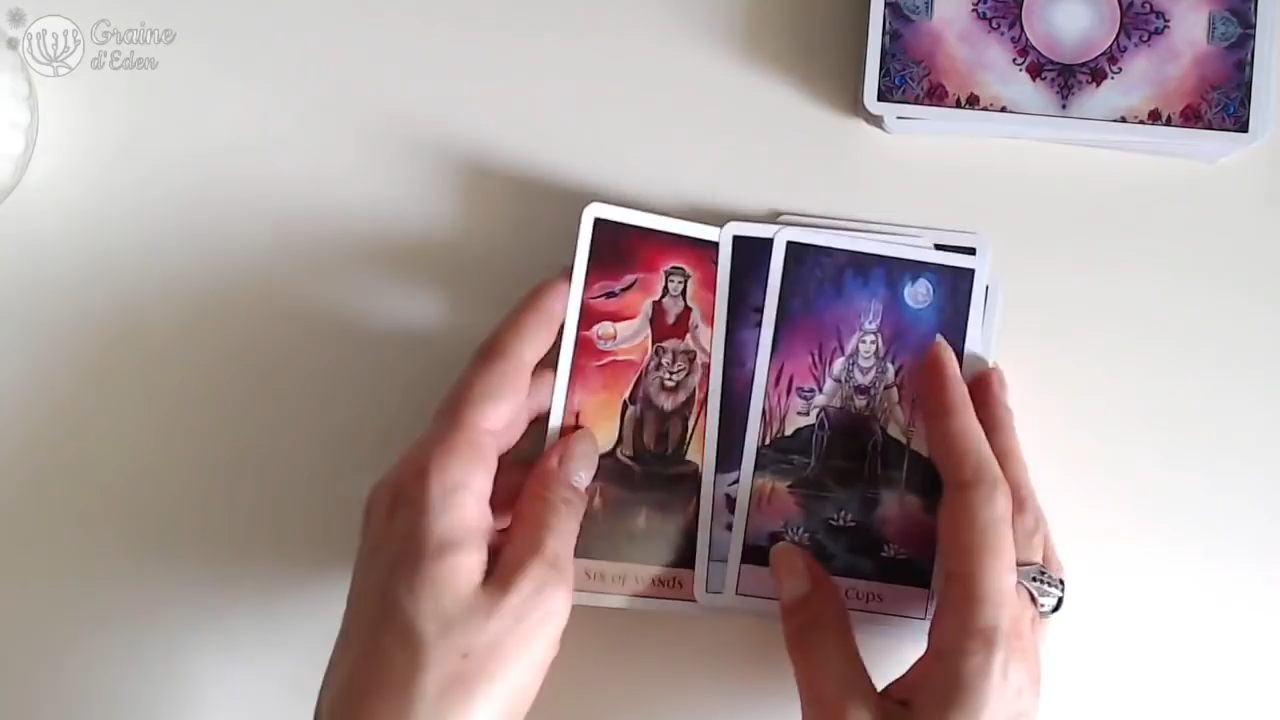 Graine
d'Eden
Six of Wands
Cups